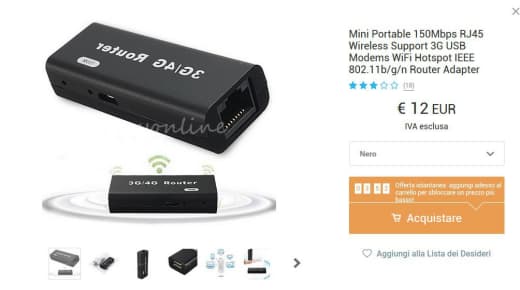 ×
Mini Portable 150Mbps RJ45
Wireless Support 3G USB
Modems WiFi Hotspot IEEE
802.11b/g/n Router Adapter
(18)
€ 12 EUR
IVA esclusa
Nero
Offerta istantanea aggiungi adesso al
carrello per sbloccare un prezzo più
basso!
Acquistare
Aggiungi alla Lista dei Desideri
3G/4G Router
online
3G/4G Router